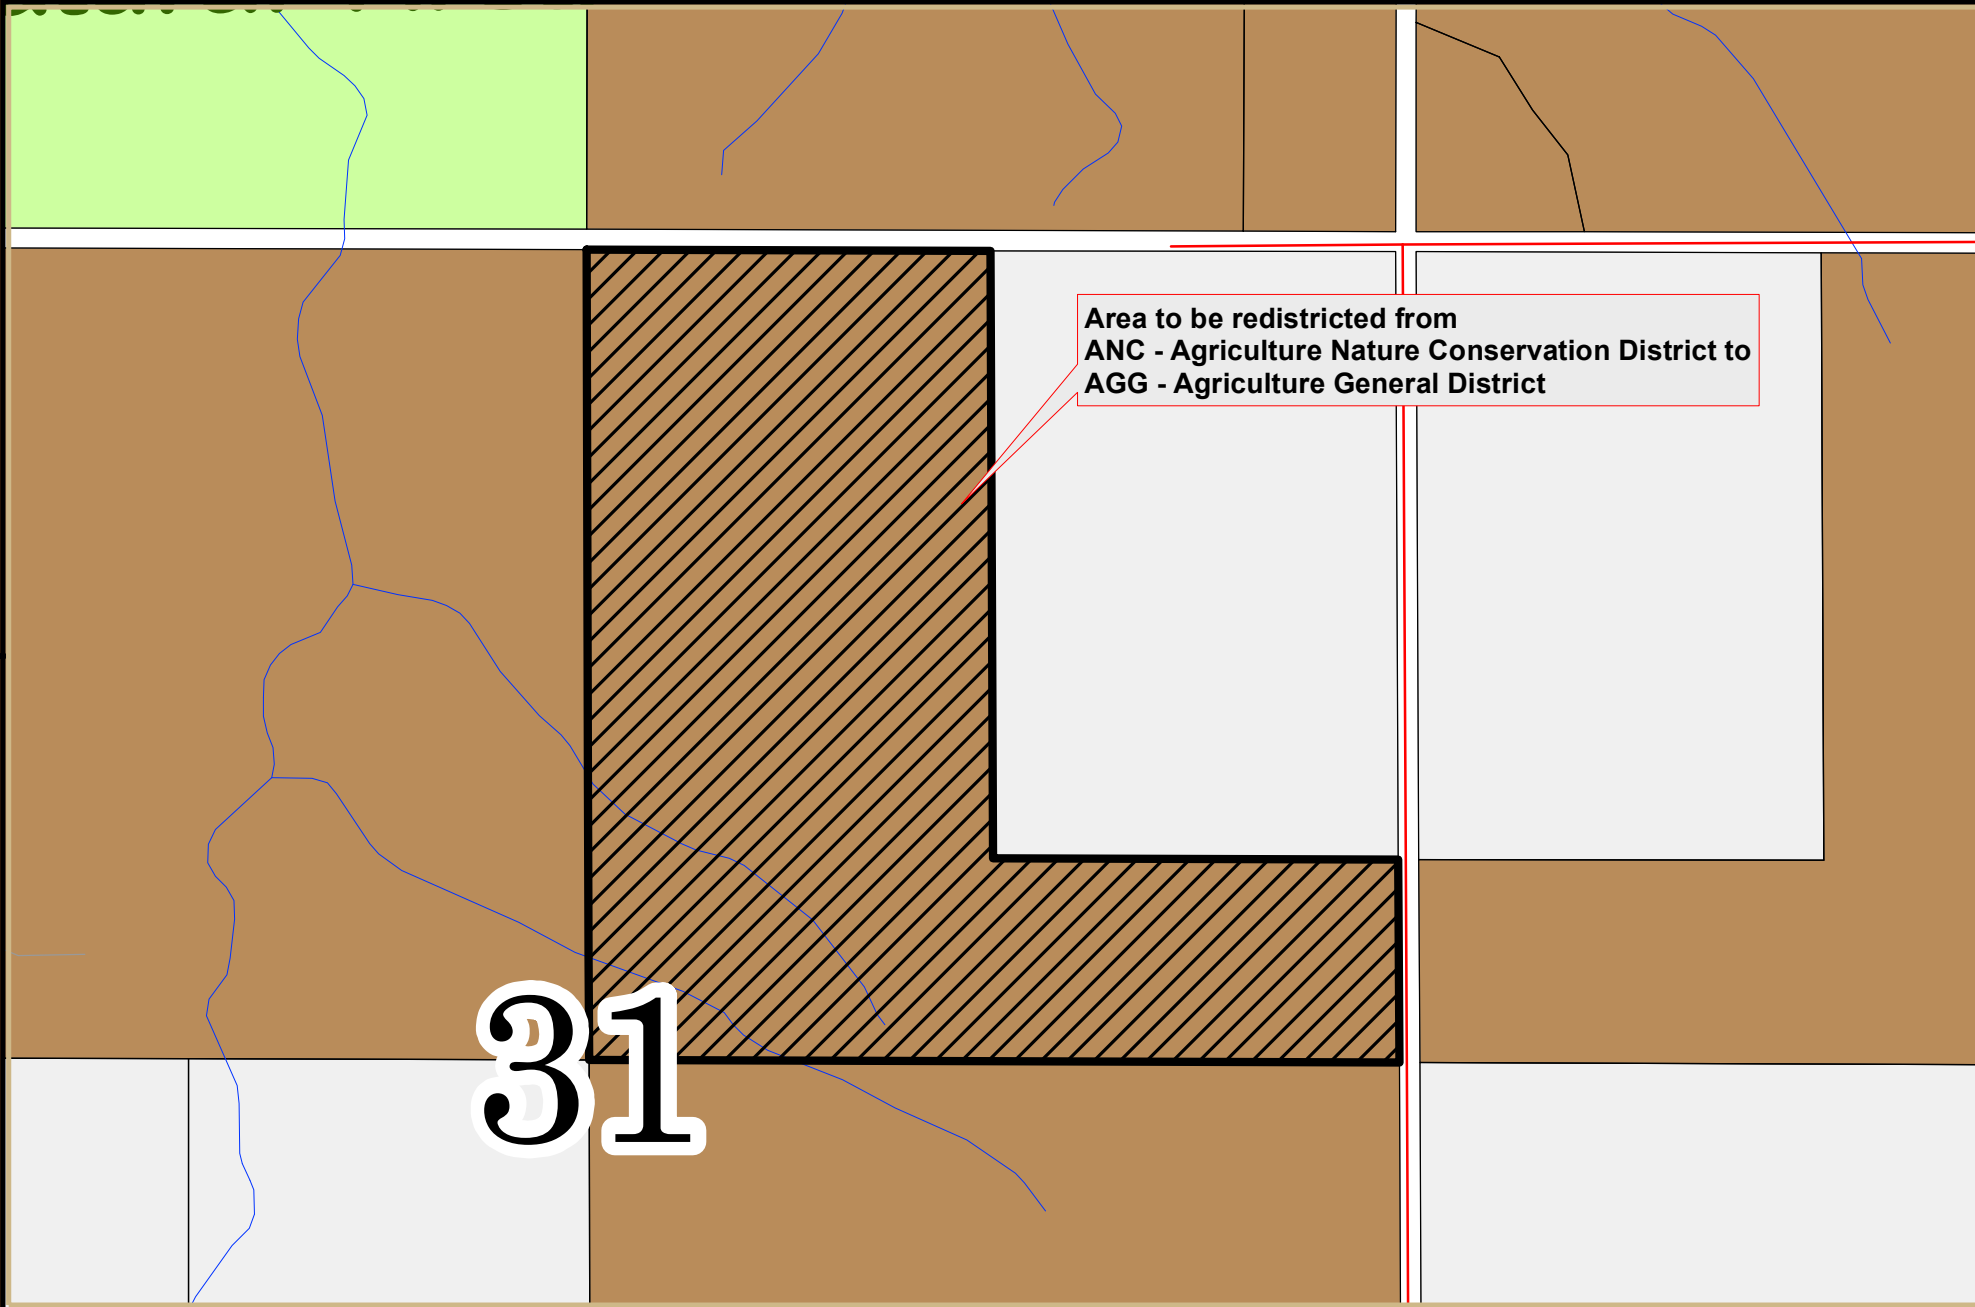 Area to be redistricted from
ANC - Agriculture Nature Conservation District to
AGG - Agriculture General District
31